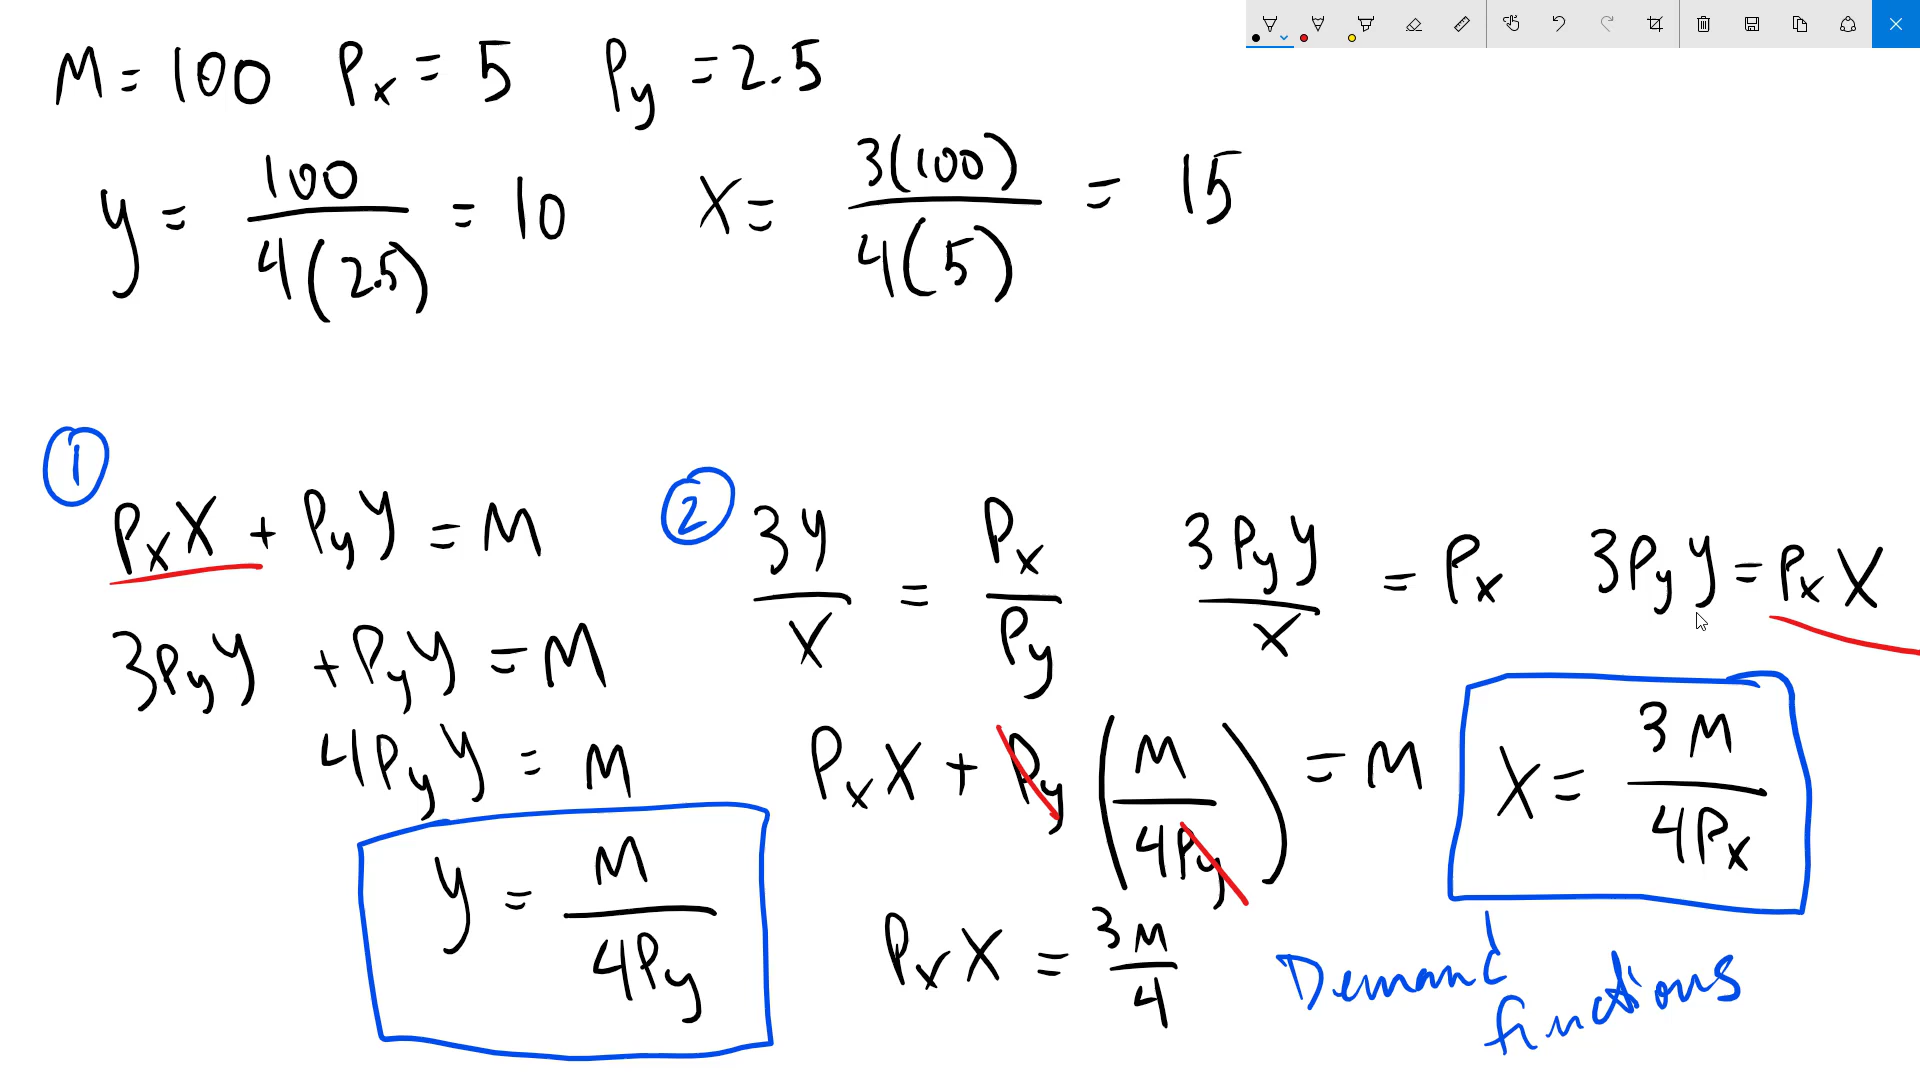 M = 100 Px = 5 Py = 2.5
y = 100 / 4(2.5) = 10 X = 3(100) / 4(5) = 15
① PxX + PyY = M
3PyY + PyY = M
4PyY = M
y = M / 4Py
② 3Y / X = Px / Py 3PyY / X = Px 3PyY = PxX
PxX + Py (M / 4Py) = M
PxX = 3M / 4
X = 3M / 4Px
Demand
functions